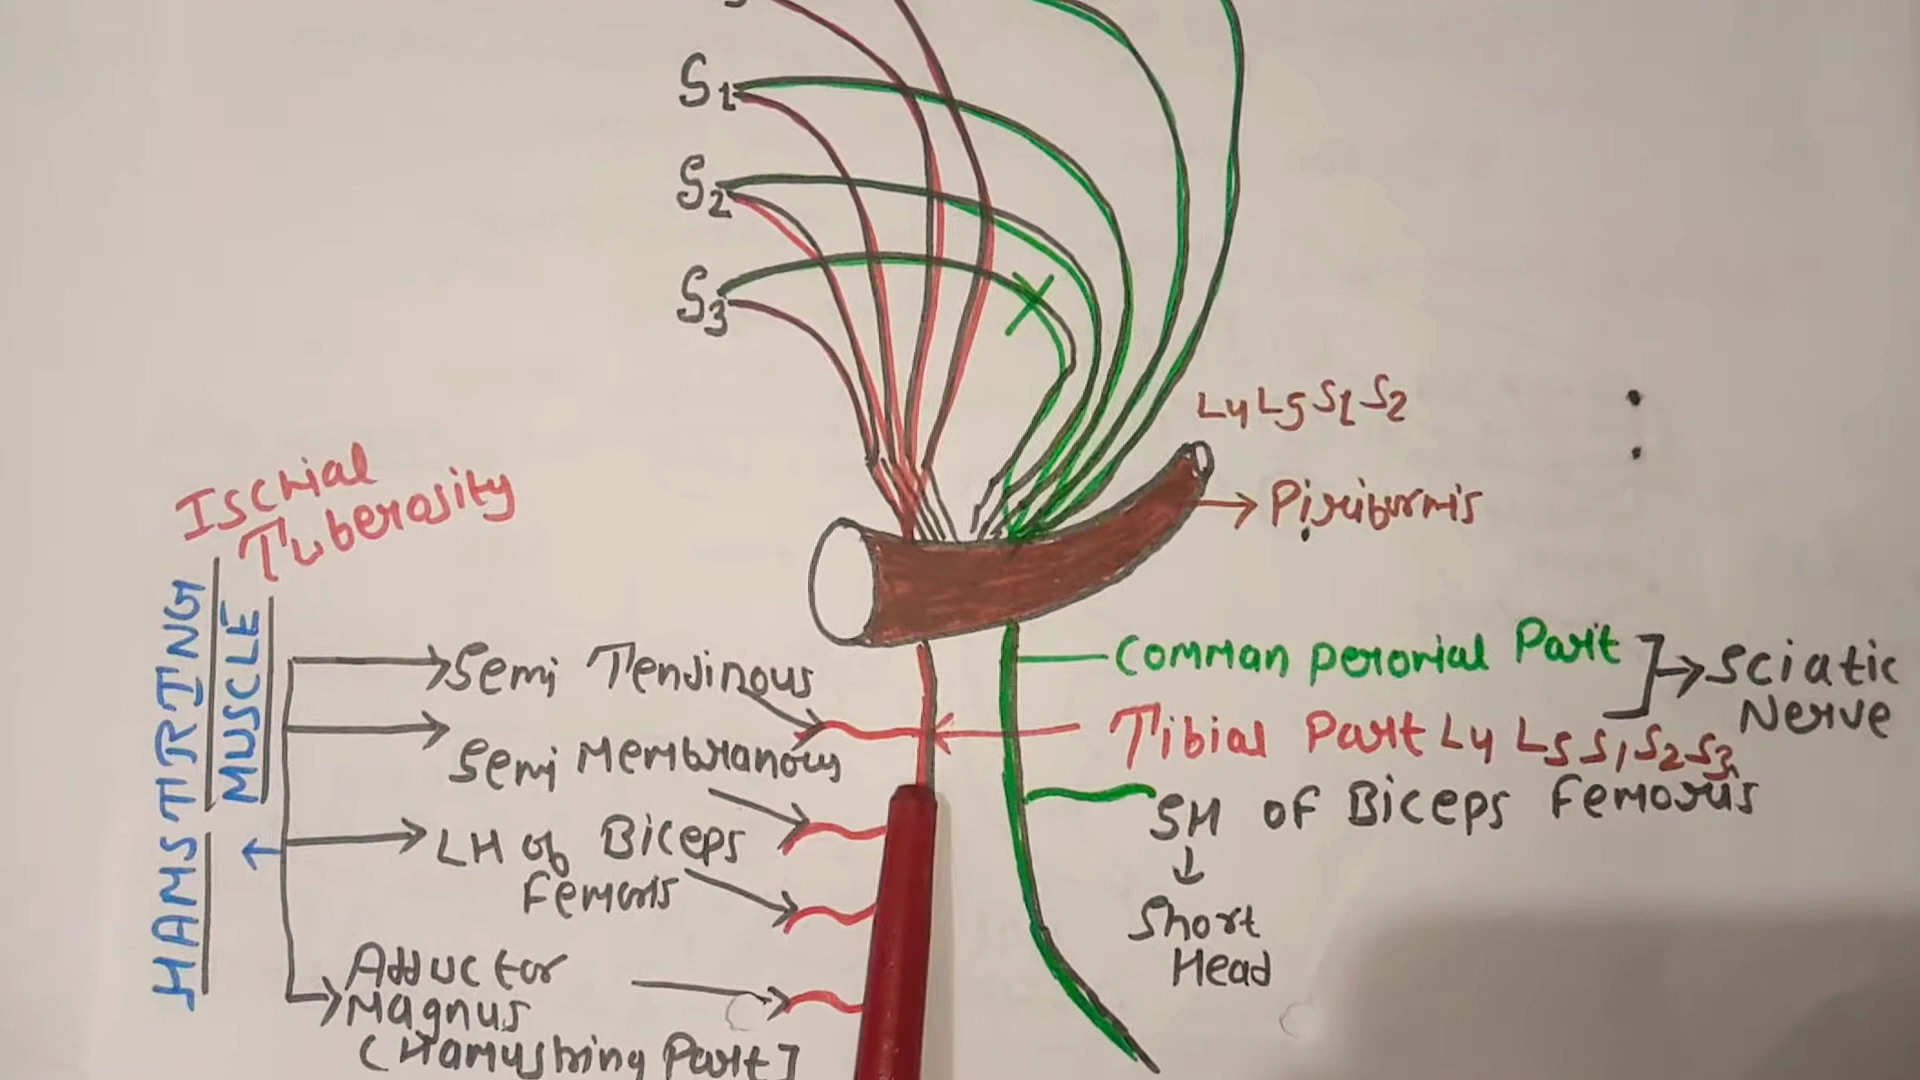 S1
S2
S3
L4 L5 S1 S2
Piriformis
Ischial
Tuberosity
HAMSTRING
MUSCLE
Semi Tendinous
Semi Membranous
LH of Biceps
Femoris
Adductor
Magnus
(Hamustring Part]
Common peronial Part
Tibial Part L4 L5 S1 S2 S3
Sciatic
Nerve
SH of Biceps Femorus
Short
Head